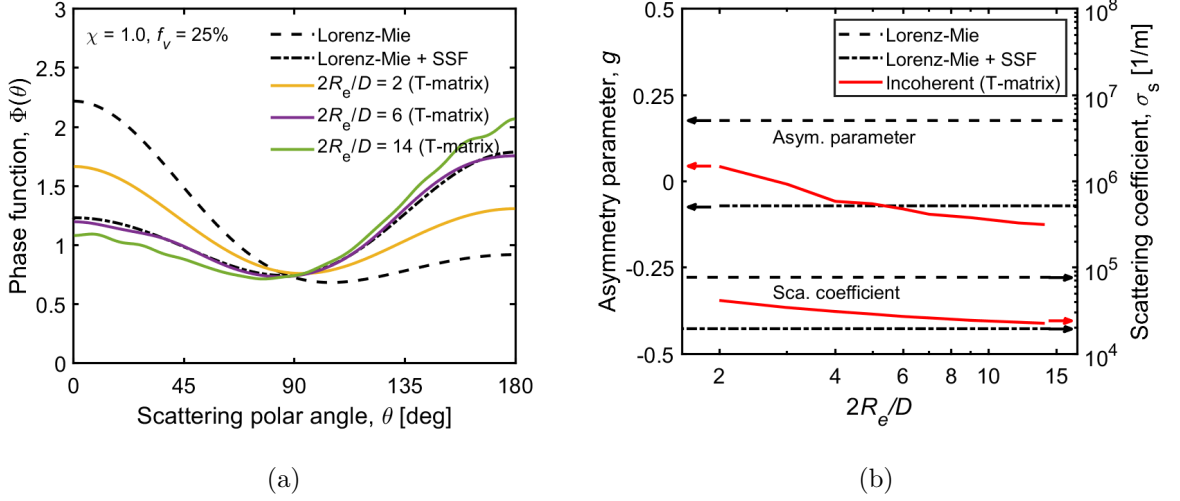 3
2.5
2
1.5
1
0.5
0
0
45
90
135
180
Phase function, Φ(θ)
Scattering polar angle, θ [deg]
χ = 1.0, f_v = 25%
Lorenz-Mie
Lorenz-Mie + SSF
2R_e/D = 2 (T-matrix)
2R_e/D = 6 (T-matrix)
2R_e/D = 14 (T-matrix)
(a)
0.5
0.25
0
-0.25
-0.5
2
4
6
8
10
15
10^8
10^7
10^6
10^5
10^4
Asymmetry parameter, g
Scattering coefficient, σ_s [1/m]
2R_e/D
Lorenz-Mie
Lorenz-Mie + SSF
Incoherent (T-matrix)
Asym. parameter
Sca. coefficient
(b)